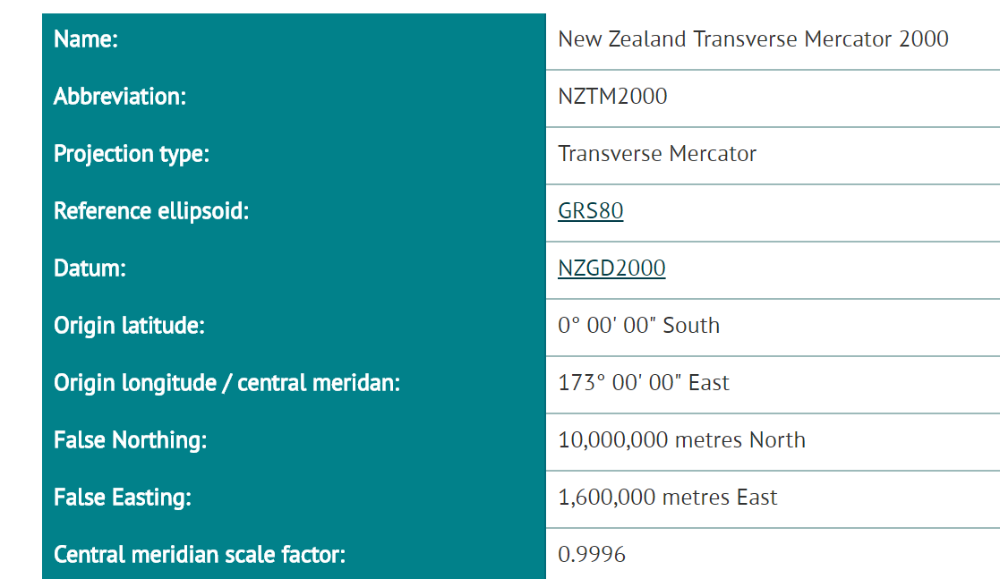 Name: New Zealand Transverse Mercator 2000
Abbreviation: NZTM2000
Projection type: Transverse Mercator
Reference ellipsoid: GRS80
Datum: NZGD2000
Origin latitude: 0° 00' 00" South
Origin longitude / central meridan: 173° 00' 00" East
False Northing: 10,000,000 metres North
False Easting: 1,600,000 metres East
Central meridian scale factor: 0.9996